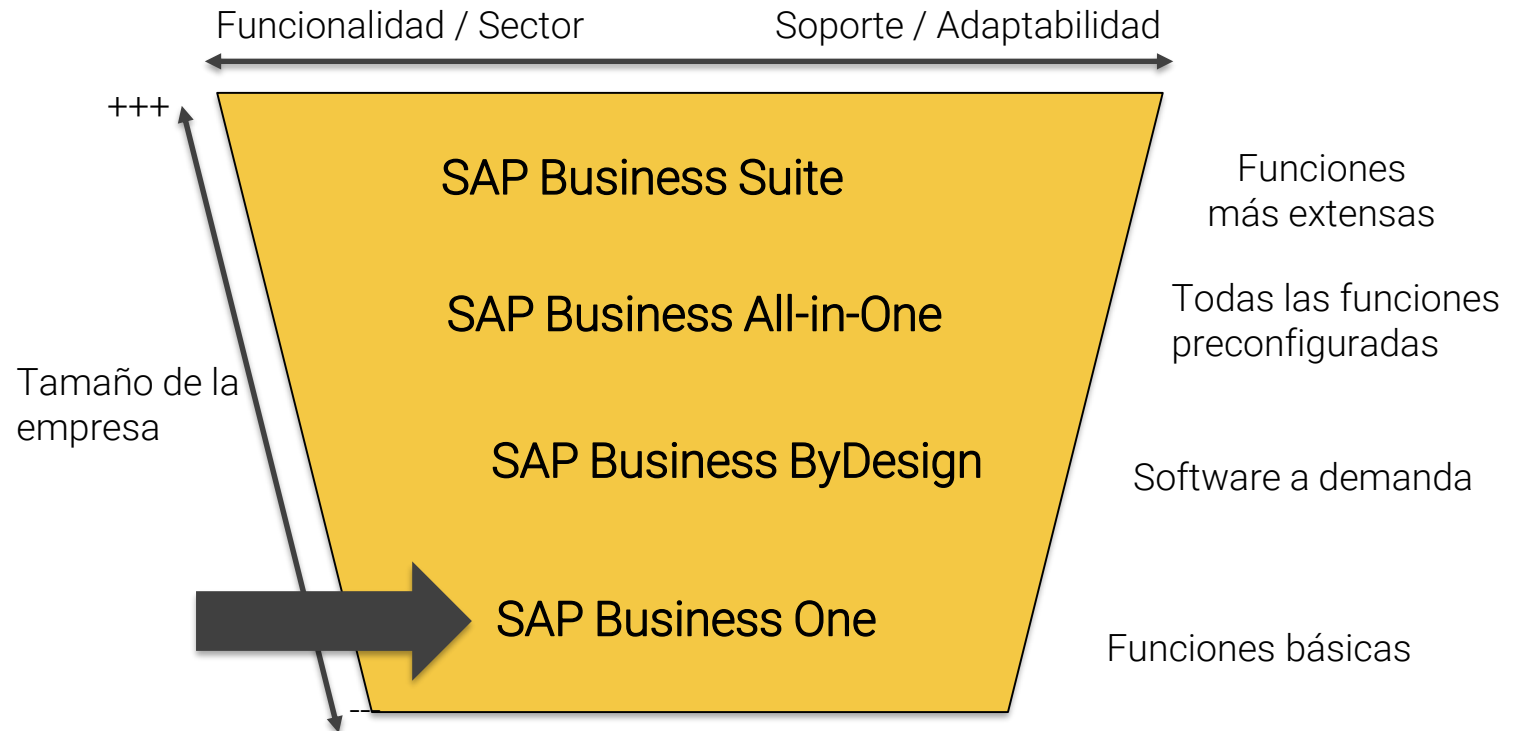 Funcionalidad / Sector
Soporte / Adaptabilidad
+++
SAP Business Suite
Funciones
más extensas
SAP Business All-in-One
Todas las funciones
preconfiguradas
Tamaño de la
empresa
SAP Business ByDesign
Software a demanda
SAP Business One
Funciones básicas
---